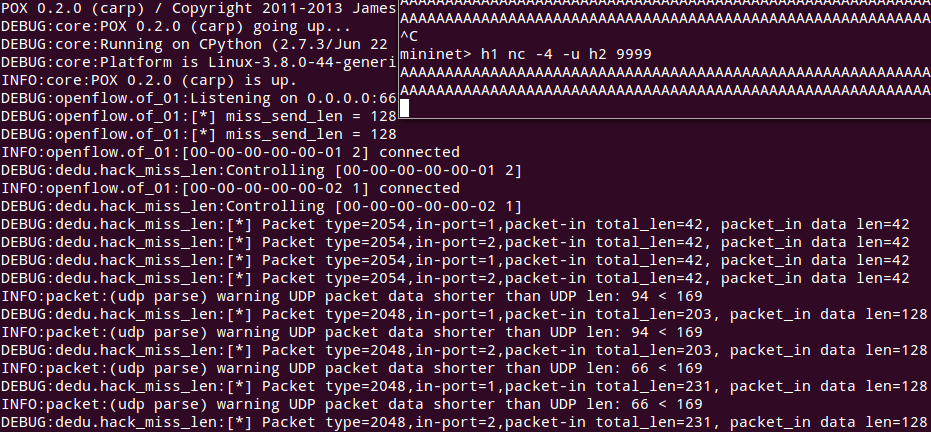 POX 0.2.0 (carp) / Copyright 2011-2013 James
DEBUG:core:POX 0.2.0 (carp) going up...
DEBUG:core:Running on CPython (2.7.3/Jun 22
DEBUG:core:Platform is Linux-3.8.0-44-generi
INFO:core:POX 0.2.0 (carp) is up.
DEBUG:openflow.of_01:Listening on 0.0.0.0:66
DEBUG:openflow.of_01:[*] miss_send_len = 128
DEBUG:openflow.of_01:[*] miss_send_len = 128
INFO:openflow.of_01:[00-00-00-00-00-01 2] connected
DEBUG:dedu.hack_miss_len:Controlling [00-00-00-00-00-01 2]
INFO:openflow.of_01:[00-00-00-00-00-02 1] connected
DEBUG:dedu.hack_miss_len:Controlling [00-00-00-00-00-02 1]
DEBUG:dedu.hack_miss_len:[*] Packet type=2054,in-port=1,packet-in total_len=42, packet_in data len=42
DEBUG:dedu.hack_miss_len:[*] Packet type=2054,in-port=2,packet-in total_len=42, packet_in data len=42
DEBUG:dedu.hack_miss_len:[*] Packet type=2054,in-port=1,packet-in total_len=42, packet_in data len=42
DEBUG:dedu.hack_miss_len:[*] Packet type=2054,in-port=2,packet-in total_len=42, packet_in data len=42
INFO:packet:(udp parse) warning UDP packet data shorter than UDP len: 94 < 169
DEBUG:dedu.hack_miss_len:[*] Packet type=2048,in-port=1,packet-in total_len=203, packet_in data len=128
INFO:packet:(udp parse) warning UDP packet data shorter than UDP len: 94 < 169
DEBUG:dedu.hack_miss_len:[*] Packet type=2048,in-port=2,packet-in total_len=203, packet_in data len=128
INFO:packet:(udp parse) warning UDP packet data shorter than UDP len: 66 < 169
DEBUG:dedu.hack_miss_len:[*] Packet type=2048,in-port=1,packet-in total_len=231, packet_in data len=128
INFO:packet:(udp parse) warning UDP packet data shorter than UDP len: 66 < 169
DEBUG:dedu.hack_miss_len:[*] Packet type=2048,in-port=2,packet-in total_len=231, packet_in data len=128
AAAAAAAAAAAAAAAAAAAAAAAAAAAAAAAAAAAAAAAAAAAAAAAAAAAAAAAAAAA
AAAAAAAAAAAAAAAAAAAAAAAAAAAAAAAAAAAAAAAAAAAAAAAAAAAAAAAAAAA
^C
mininet> h1 nc -4 -u h2 9999
AAAAAAAAAAAAAAAAAAAAAAAAAAAAAAAAAAAAAAAAAAAAAAAAAAAAAAAAAAA
AAAAAAAAAAAAAAAAAAAAAAAAAAAAAAAAAAAAAAAAAAAAAAAAAAAAAAAAAAA